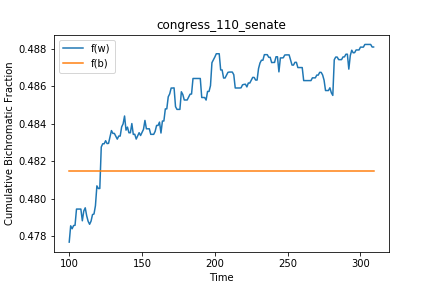 congress_110_senate
f(w)
f(b)
Cumulative Bichromatic Fraction
0.488
0.486
0.484
0.482
0.480
0.478
100 150 200 250 300
Time